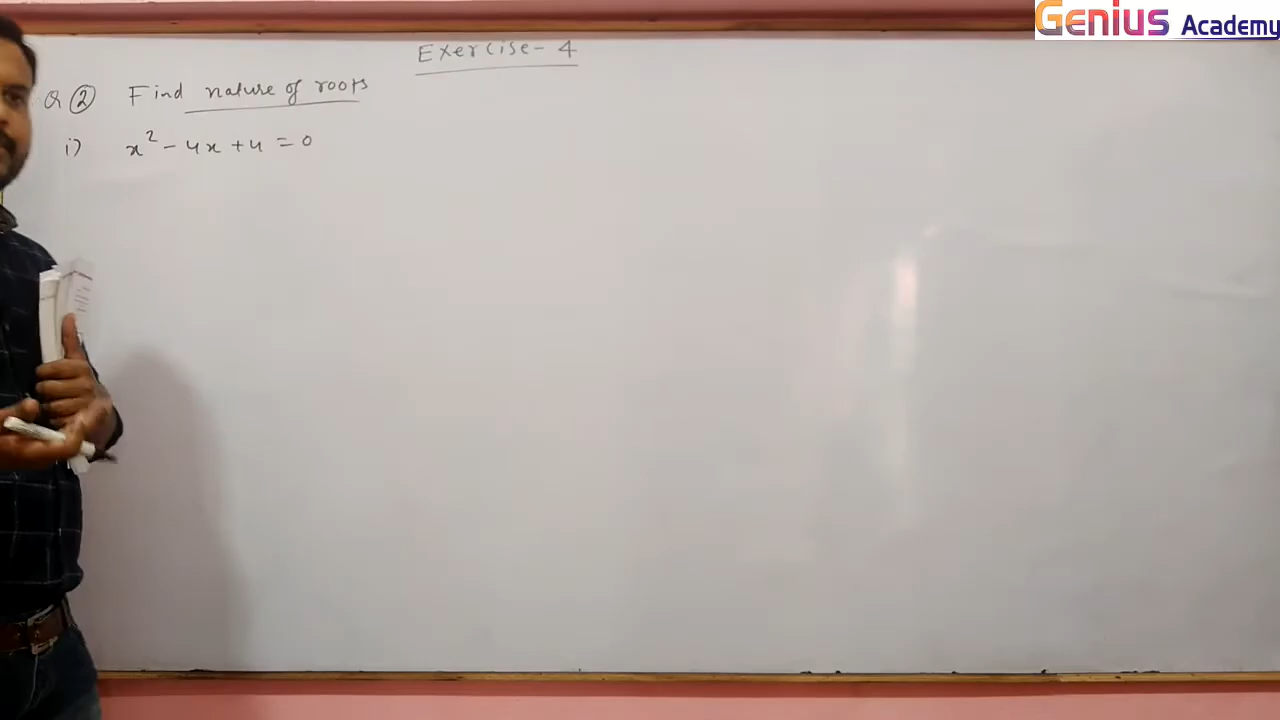 Genius Academy
Exercise - 4
Q ② Find nature of roots
i) x² - 4x + 4 = 0